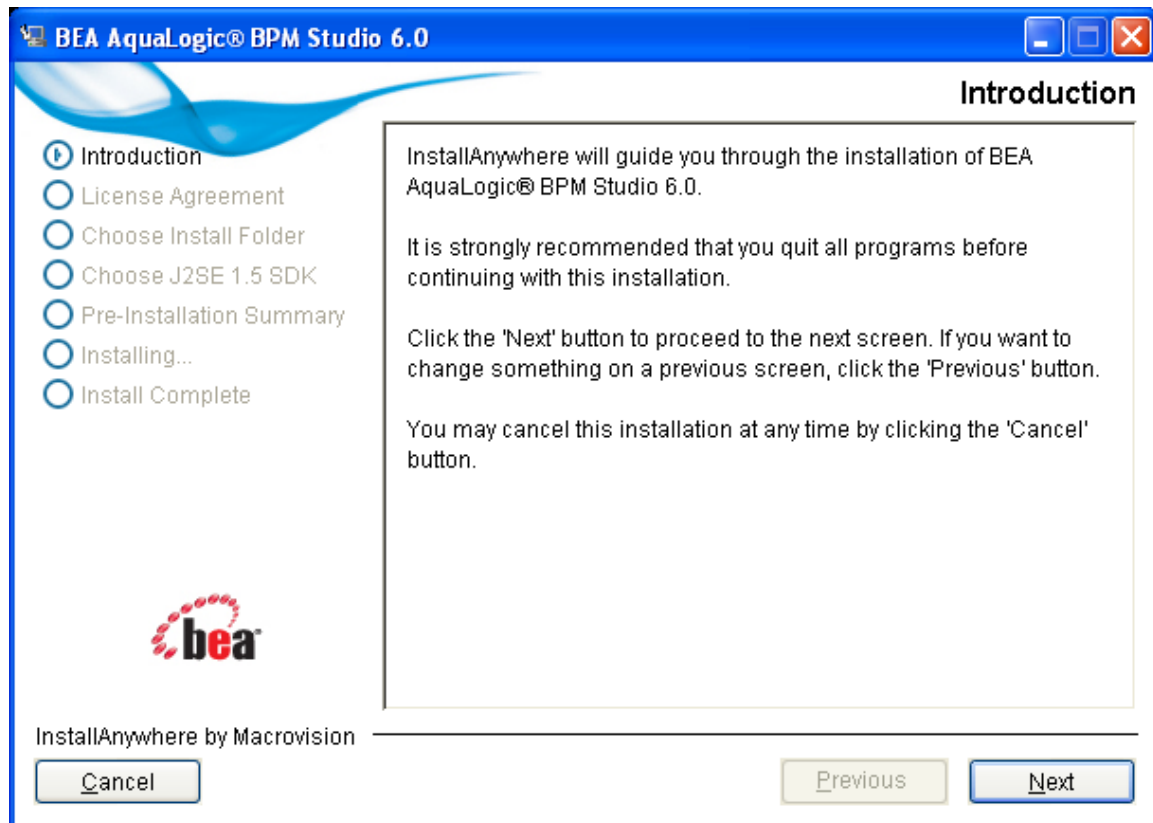 BEA AquaLogic® BPM Studio 6.0
Introduction
Introduction
License Agreement
Choose Install Folder
Choose J2SE 1.5 SDK
Pre-Installation Summary
Installing...
Install Complete
InstallAnywhere will guide you through the installation of BEA
AquaLogic® BPM Studio 6.0.
It is strongly recommended that you quit all programs before
continuing with this installation.
Click the 'Next' button to proceed to the next screen. If you want to
change something on a previous screen, click the 'Previous' button.
You may cancel this installation at any time by clicking the 'Cancel'
button.
bea
InstallAnywhere by Macrovision
Cancel
Previous
Next